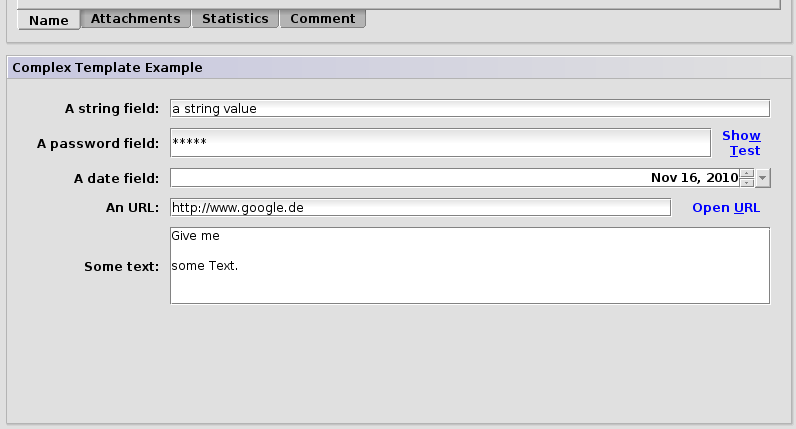 Name Attachments Statistics Comment
Complex Template Example
A string field: a string value
A password field: ***** Show
Test
A date field: Nov 16, 2010
An URL: http://www.google.de Open URL
Give me
Some text: some Text.